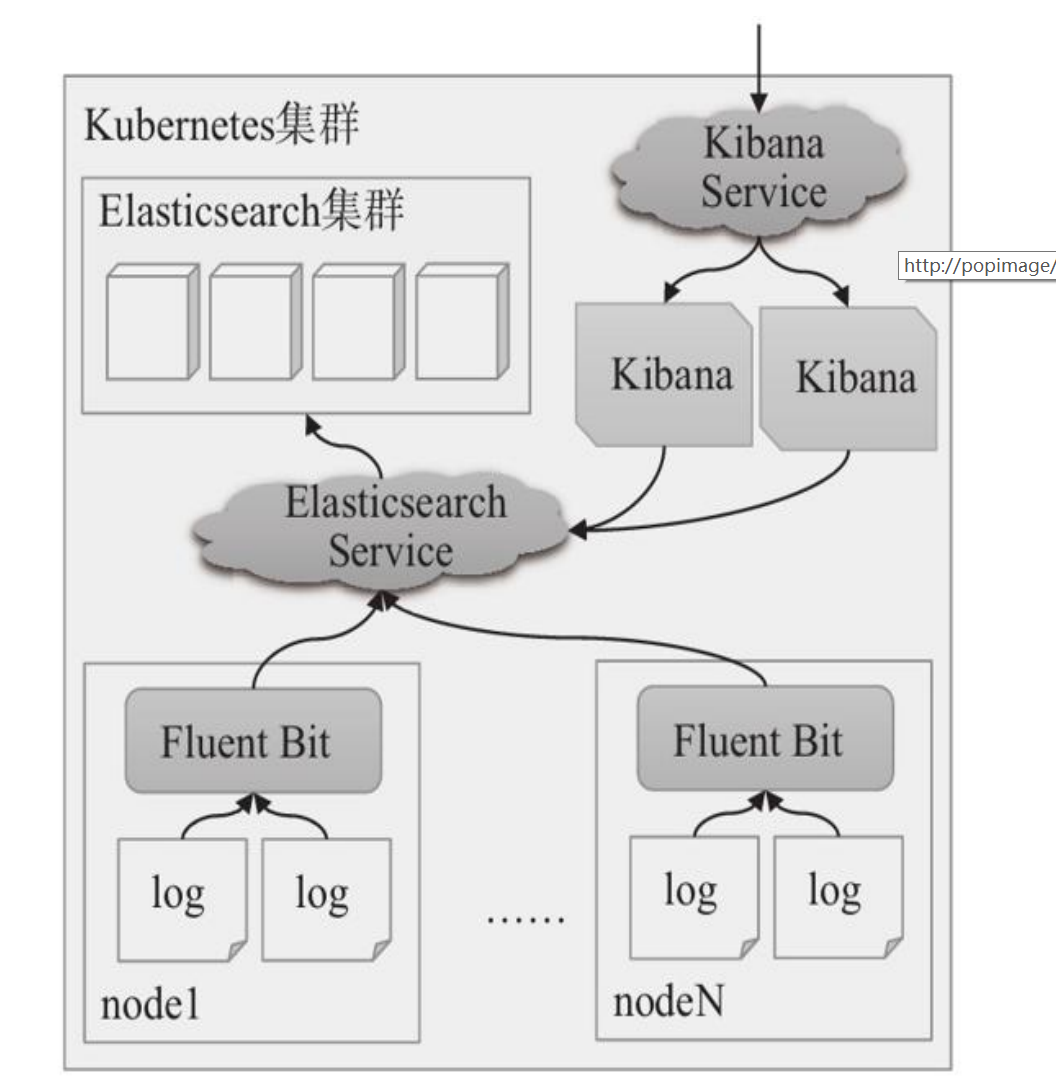 Kubernetes集群
Kibana
Service
Elasticsearch集群
http://popimage/
Kibana
Kibana
Elasticsearch
Service
Fluent Bit
Fluent Bit
log
log
......
log
log
node1
nodeN